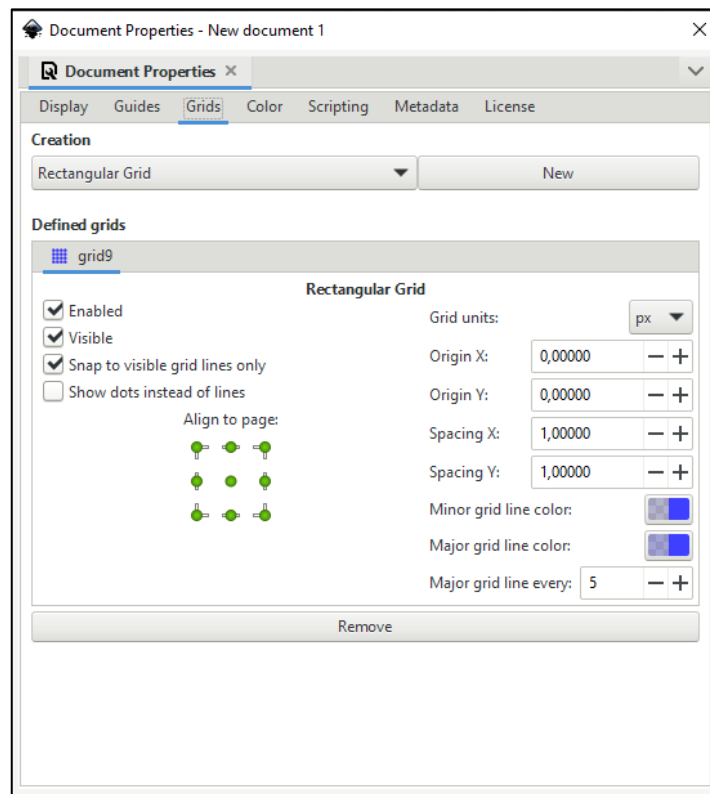 Document Properties - New document 1
Document Properties
Display Guides Grids Color Scripting Metadata License
Creation
Rectangular Grid New
Defined grids
grid9
Rectangular Grid
Enabled
Visible
Snap to visible grid lines only
Show dots instead of lines
Align to page:
Grid units: px
Origin X: 0,00000
Origin Y: 0,00000
Spacing X: 1,00000
Spacing Y: 1,00000
Minor grid line color:
Major grid line color:
Major grid line every: 5
Remove